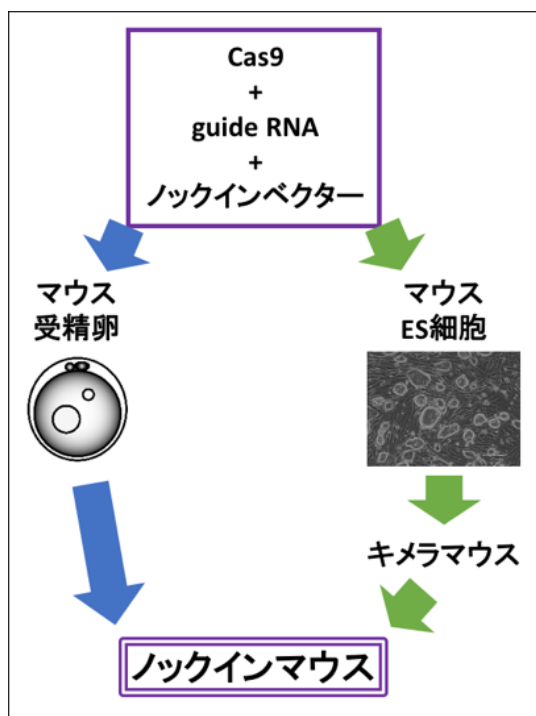 Cas9
+
guide RNA
+
ノックインベクター
マウス
受精卵
マウス
ES細胞
キメラマウス
ノックインマウス